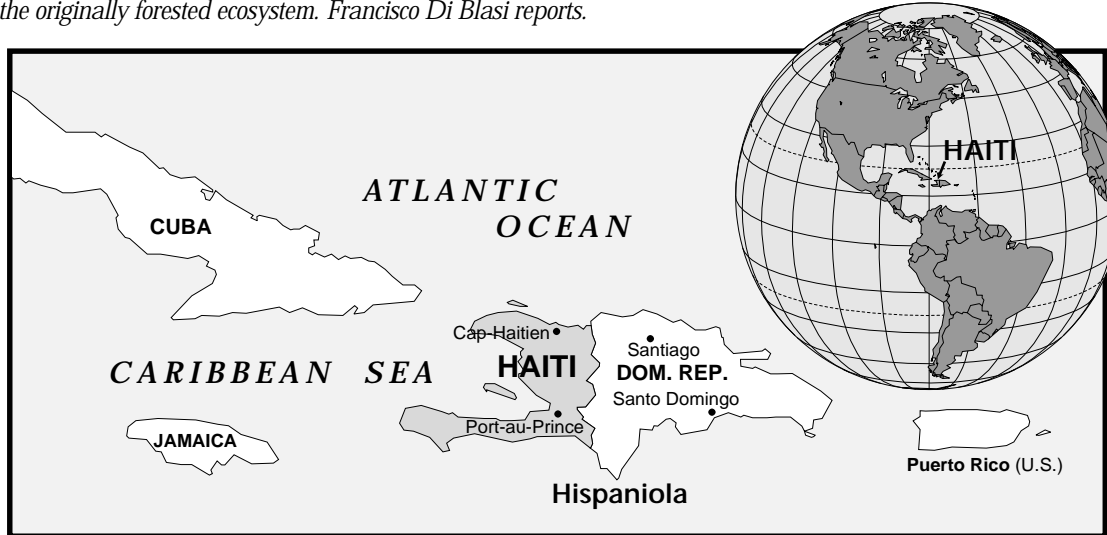 the originally forested ecosystem. Francisco Di Blasi reports.
HAITI
ATLANTIC
OCEAN
CUBA
Cap-Haitien
Santiago
HAITI
DOM. REP.
CARIBBEAN SEA
Santo Domingo
Port-au-Prince
JAMAICA
Puerto Rico (U.S.)
Hispaniola